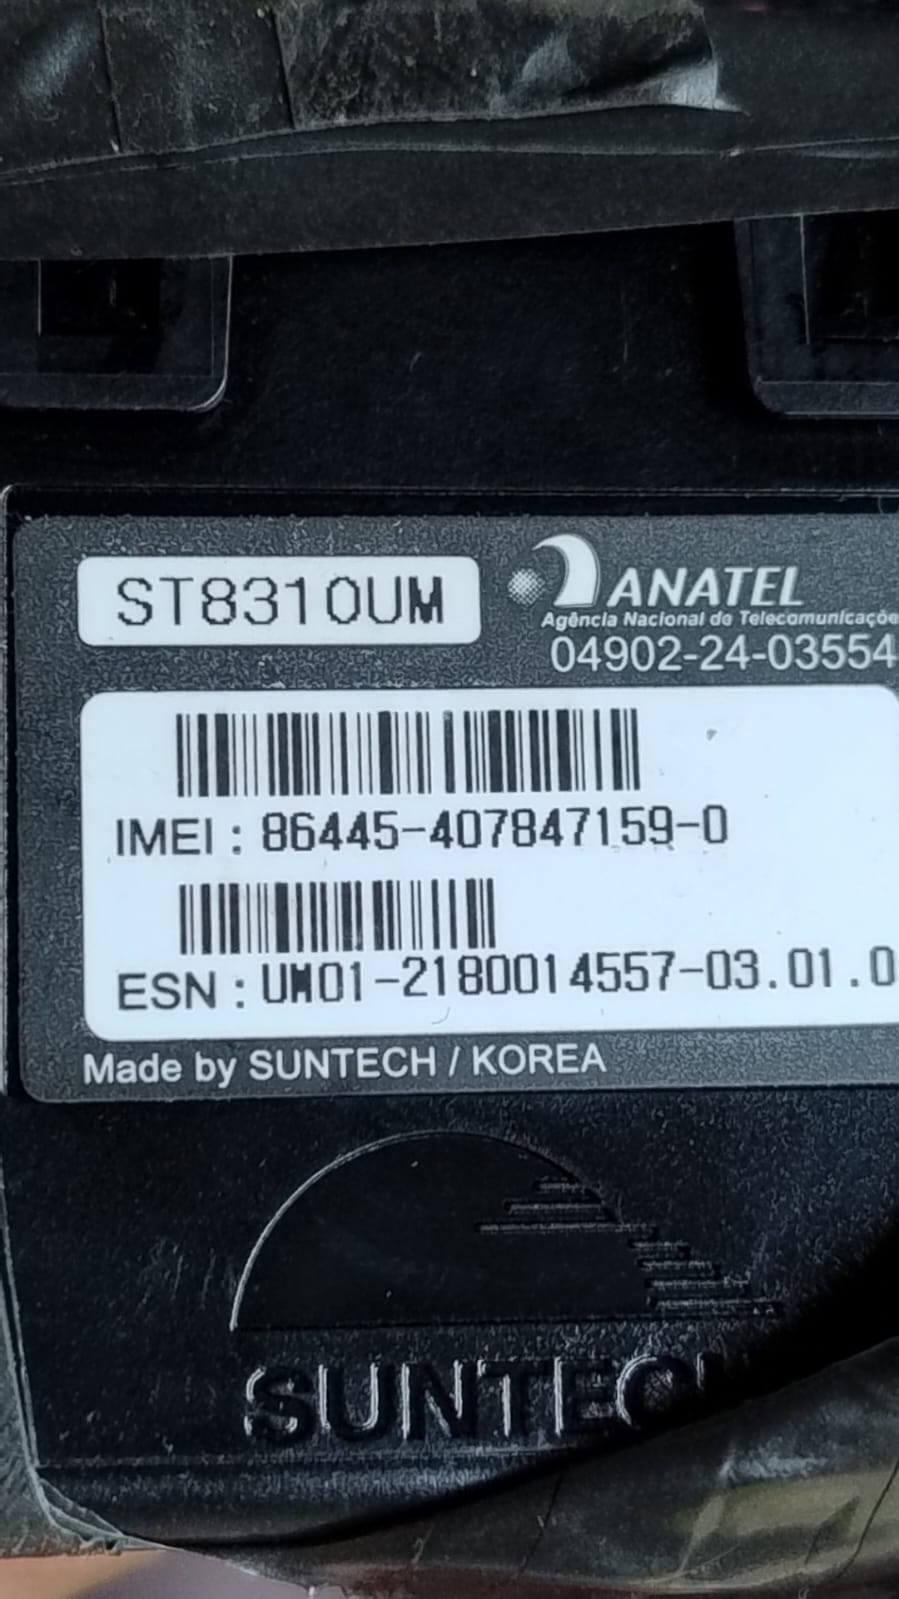 ST8310UM
ANATEL
Agência Nacional de Telecomunicaçõe
04902-24-03554
IMEI : 86445-407847159-0
ESN : UM01-2180014557-03.01.0
Made by SUNTECH / KOREA
SUNTECH